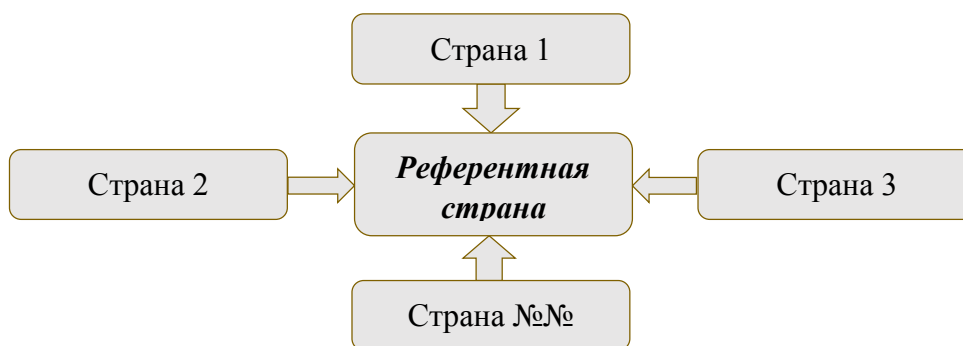 Страна 1
Страна 2
Референтная
страна
Страна 3
Страна №№